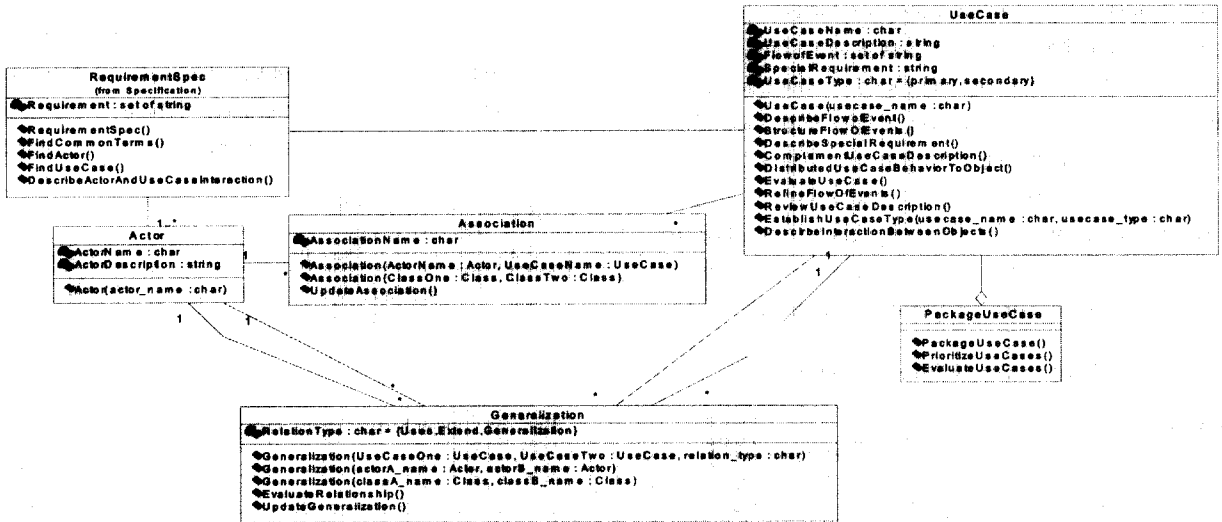 UseCase
UseCaseName : char
UseCaseDescription : string
FlowofEvent : set of string
SpecialRequirement : string
UseCaseType : char = {primary,secondary}
UseCase(usecase_name : char)
DescribeFlowofEvent()
StructureFlowOfEvents()
DescribeSpecialRequirement()
ComplementUseCaseDescription()
DistributedUseCaseBehaviorToObject()
EvaluateUseCase()
RefineFlowOfEvents()
ReviewUseCaseDescription()
EstablishUseCaseType(usecase_name : char, usecase_type : char)
DescirbeInteractionBetweenObjects()
RequirementSpec
(from Specification)
Requirement : set of string
RequirementSpec()
FindCommonTerms()
FindActor()
FindUseCase()
DescribeActorAndUseCaseInteraction()
1..*
Actor
ActorName : char
ActorDescription : string
Actor(actor_name : char)
1
*
*
Association
AssociationName : char
Association(ActorName : Actor, UseCaseName : UseCase)
Association(ClassOne : Class, ClassTwo : Class)
UpdateAssociation()
1
1
1
1
PackageUseCase
PackageUseCase()
PrioritizeUseCases()
EvaluateUseCases()
*
*
*
*
Generalization
RelationType : char = {Uses,Extend,Generalization}
Generalization(UseCaseOne : UseCase, UseCaseTwo : UseCase, relation_type : char)
Generalization(actorA_name : Actor, actorB_name : Actor)
Generalization(classA_name : Class, classB_name : Class)
EvaluateRelationship()
UpdateGeneralization()